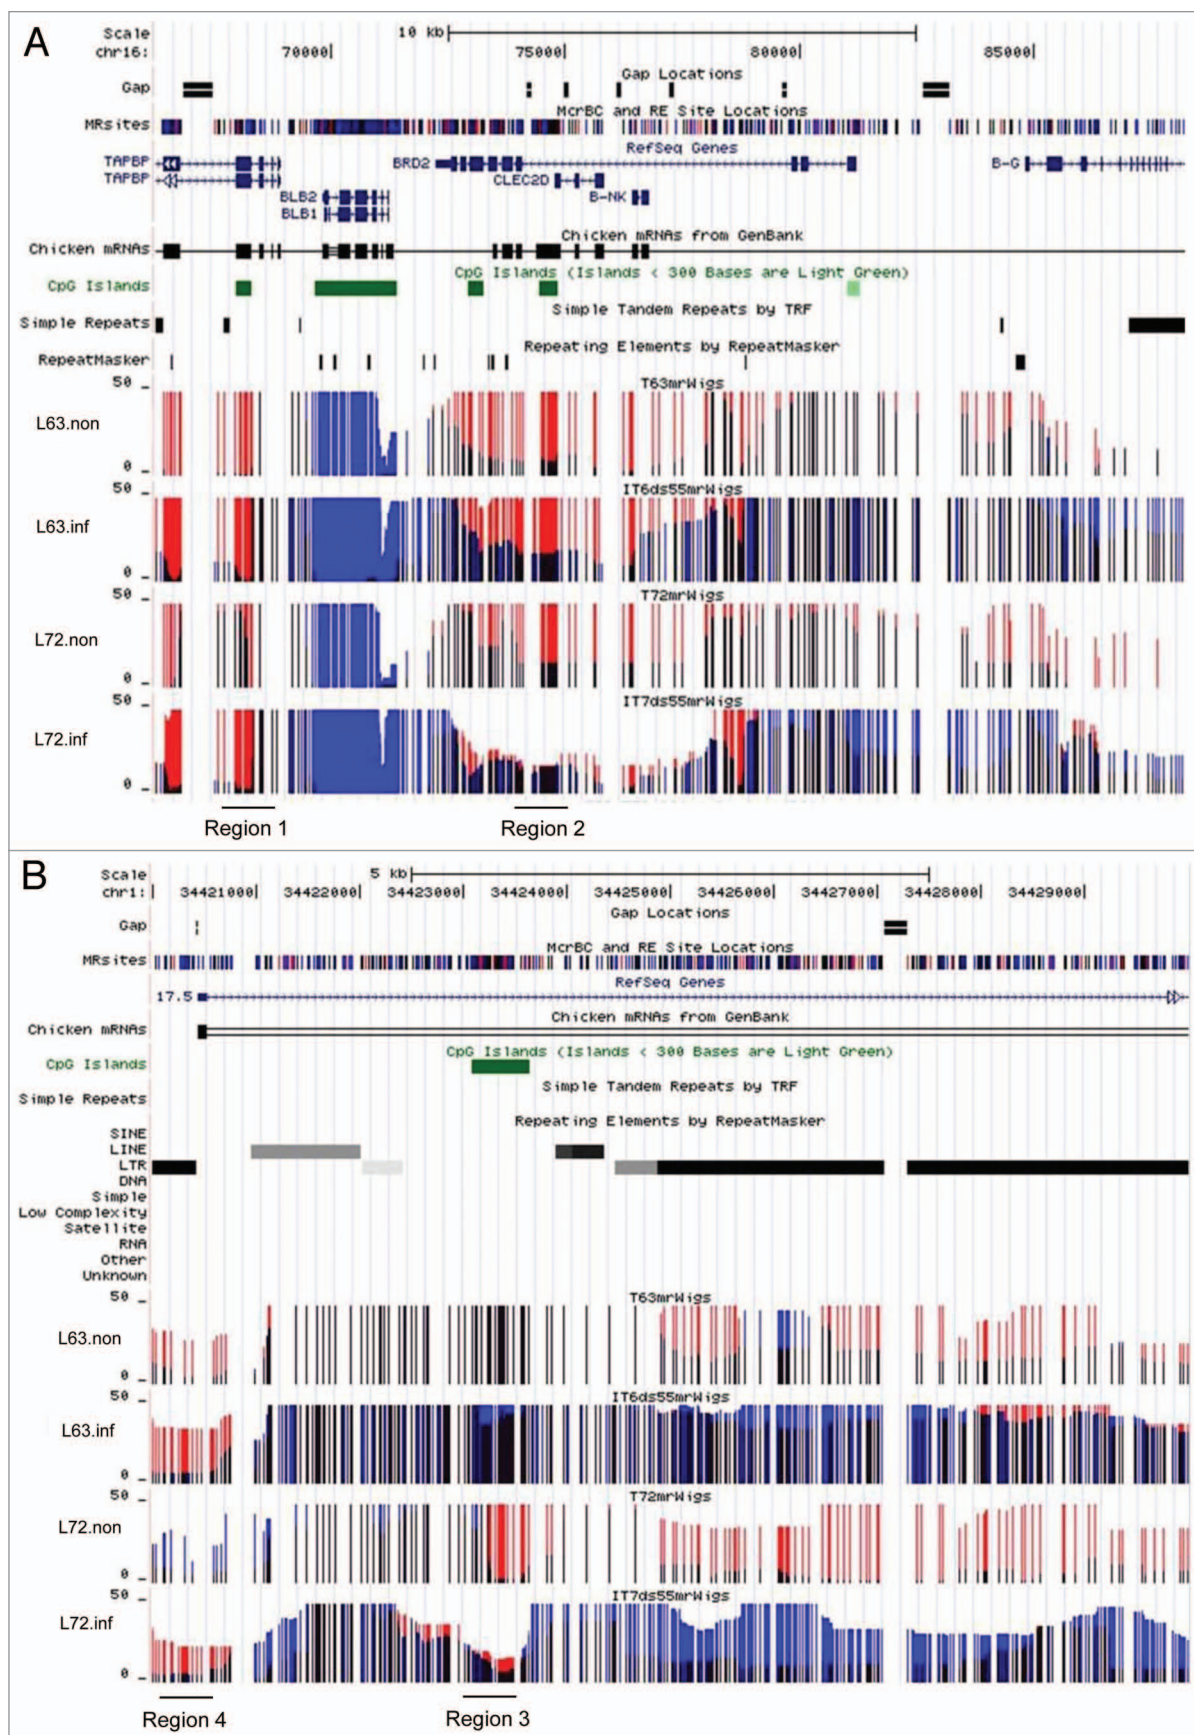 A
Scale 10 kb
chr16: 70000 75000 80000 85000
Gap Locations
Gap
McrBC and RE Site Locations
MRsites
RefSeq Genes
TAPBP BRD2 B-G
TAPBP CLEC2D
BLB2 B-NK
BLB1
Chicken mRNAs from GenBank
Chicken mRNAs
CpG Islands (Islands < 300 Bases are Light Green)
CpG Islands
Simple Tandem Repeats by TRF
Simple Repeats
Repeating Elements by RepeatMasker
RepeatMasker
50 T63mrWigs
L63.non
0
50 IT6ds55mrWigs
L63.inf
0
50 T72mrWigs
L72.non
0
50 IT7ds55mrWigs
L72.inf
0
Region 1 Region 2
B
Scale 5 kb
chr1: 34421000 34422000 34423000 34424000 34425000 34426000 34427000 34428000 34429000
Gap Locations
Gap
McrBC and RE Site Locations
MRsites
RefSeq Genes
17.5
Chicken mRNAs from GenBank
Chicken mRNAs
CpG Islands (Islands < 300 Bases are Light Green)
CpG Islands
Simple Tandem Repeats by TRF
Simple Repeats
Repeating Elements by RepeatMasker
SINE
LINE
LTR
DNA
Simple
Low Complexity
Satellite
RNA
Other
Unknown
50 T63mrWigs
L63.non
0
50 IT6ds55mrWigs
L63.inf
0
50 T72mrWigs
L72.non
0
50 IT7ds55mrWigs
L72.inf
0
Region 4 Region 3